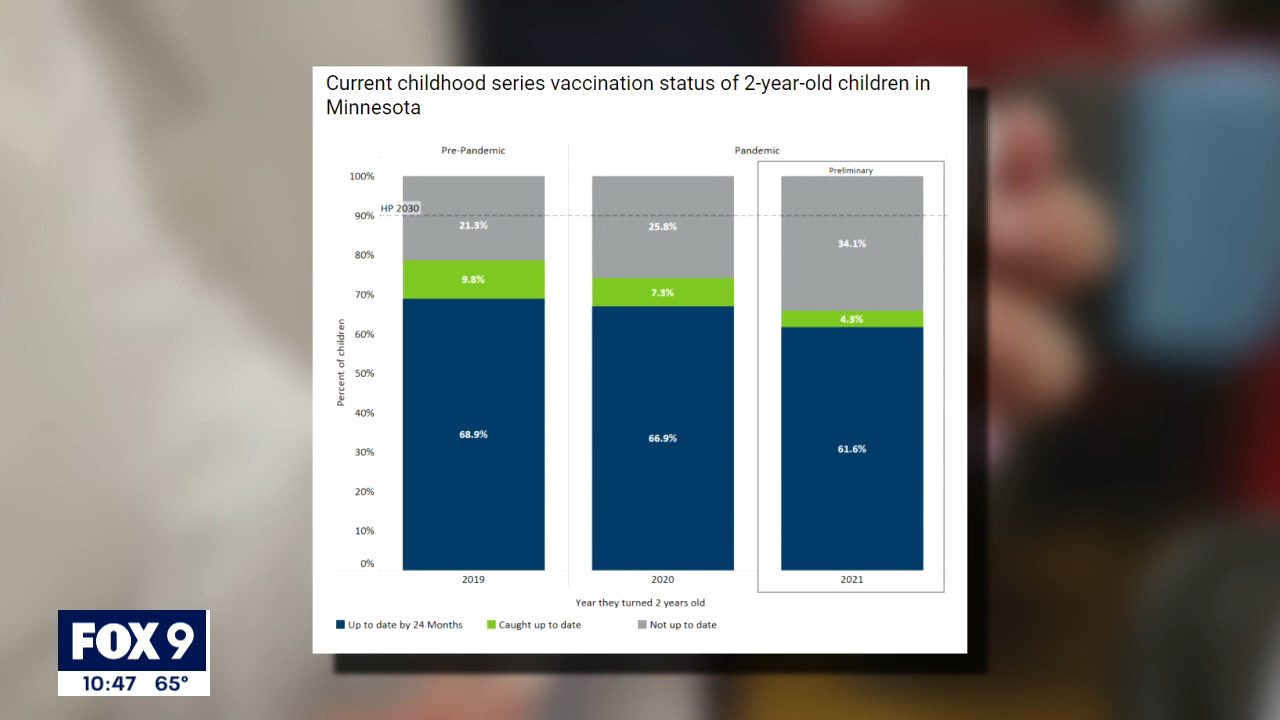 Current childhood series vaccination status of 2-year-old children in
Minnesota
Pre-Pandemic
Pandemic
Preliminary
100%
90%
80%
70%
60%
50%
40%
30%
20%
10%
0%
HP 2030
Percent of children
21.3%
9.8%
68.9%
25.8%
7.3%
66.9%
34.1%
4.3%
61.6%
2019
2020
2021
Year they turned 2 years old
Up to date by 24 Months
Caught up to date
Not up to date
FOX 9
10:47 65°